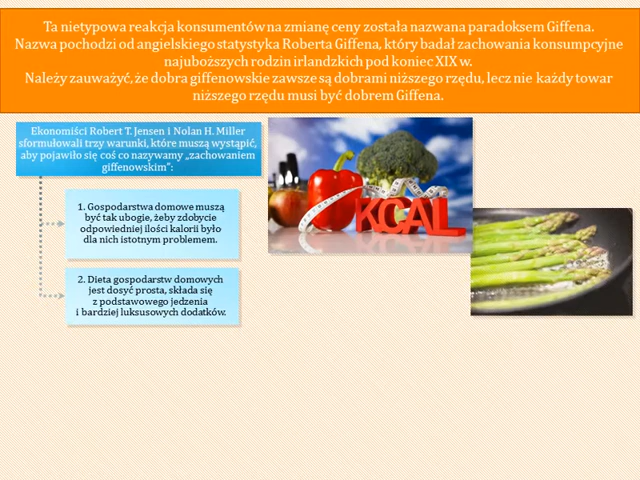 Ta nietypowa reakcja konsumentów na zmianę ceny została nazwana paradoksem Giffena.
Nazwa pochodzi od angielskiego statystyka Roberta Giffena, który badał zachowania konsumpcyjne
najuboższych rodzin irlandzkich pod koniec XIX w.
Należy zauważyć, że dobra giffenowskie zawsze są dobrami niższego rzędu, lecz nie każdy towar
niższego rzędu musi być dobrem Giffena.
Ekonomiści Robert T. Jensen i Nolan H. Miller
sformułowali trzy warunki, które muszą wystąpić,
aby pojawiło się coś co nazywamy „zachowaniem
giffenowskim”:
1. Gospodarstwa domowe muszą
być tak ubogie, żeby zdobycie
odpowiedniej ilości kalorii było
dla nich istotnym problemem.
2. Dieta gospodarstw domowych
jest dosyć prosta, składa się
z podstawowego jedzenia
i bardziej luksusowych dodatków.
KCAL